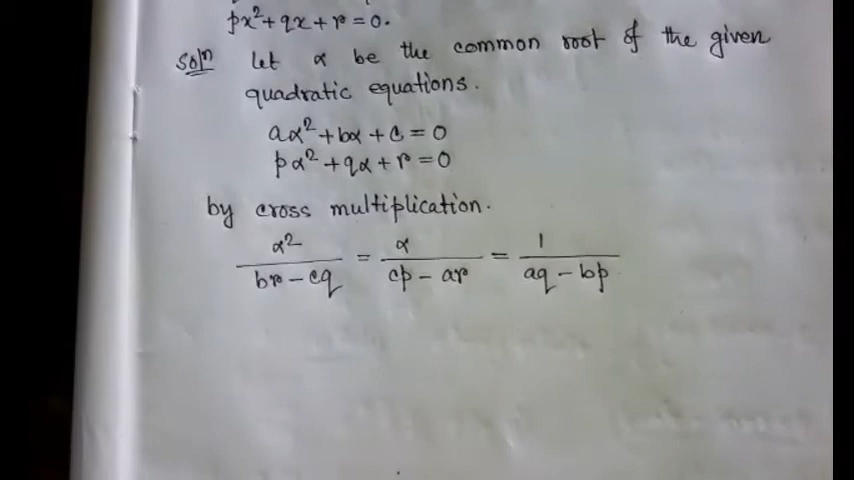 px²+qx+r=0.
Soln Let α be the common root of the given
quadratic equations.
aα²+bα+c=0
pα²+qα+r=0
by cross multiplication.
α²/(br-cq) = α/(cp-ar) = 1/(aq-bp)